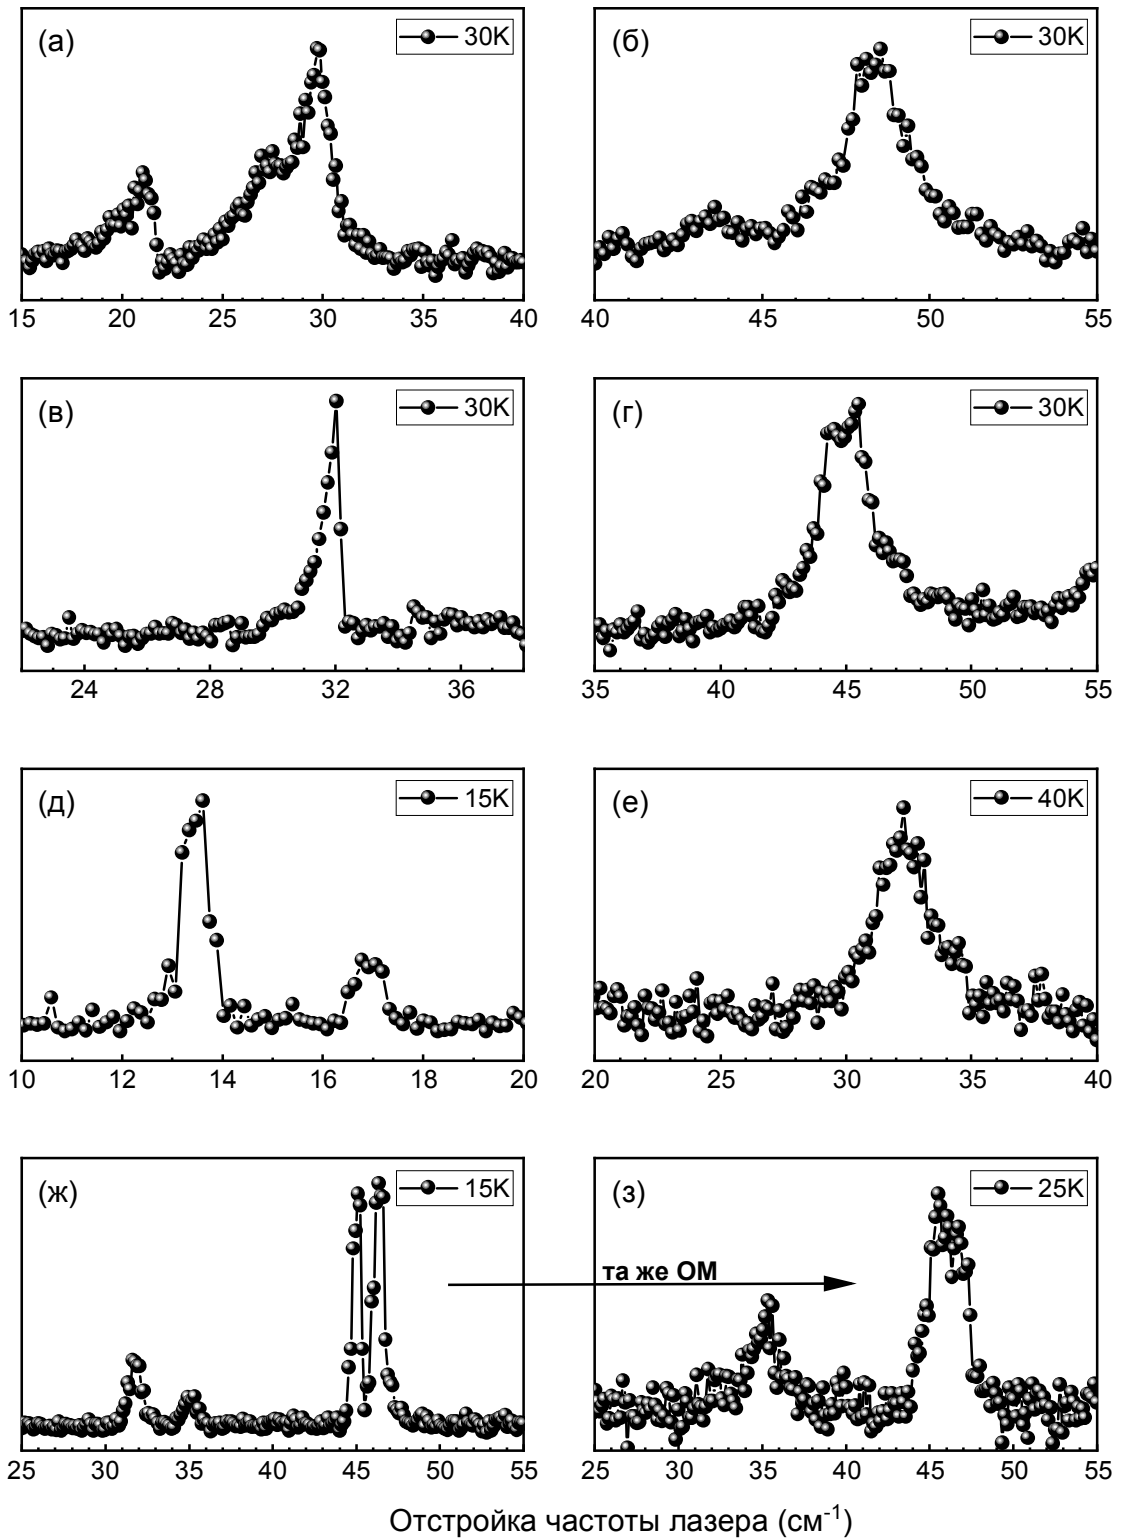 (а) 30K (б) 30K
15 20 25 30 35 40 40 45 50 55
(в) 30K (г) 30K
24 28 32 36 35 40 45 50 55
(д) 15K (е) 40K
10 12 14 16 18 20 20 25 30 35 40
(ж) 15K (з) 25K
та же ОМ
25 30 35 40 45 50 55 25 30 35 40 45 50 55
Отстройка частоты лазера (см⁻¹)